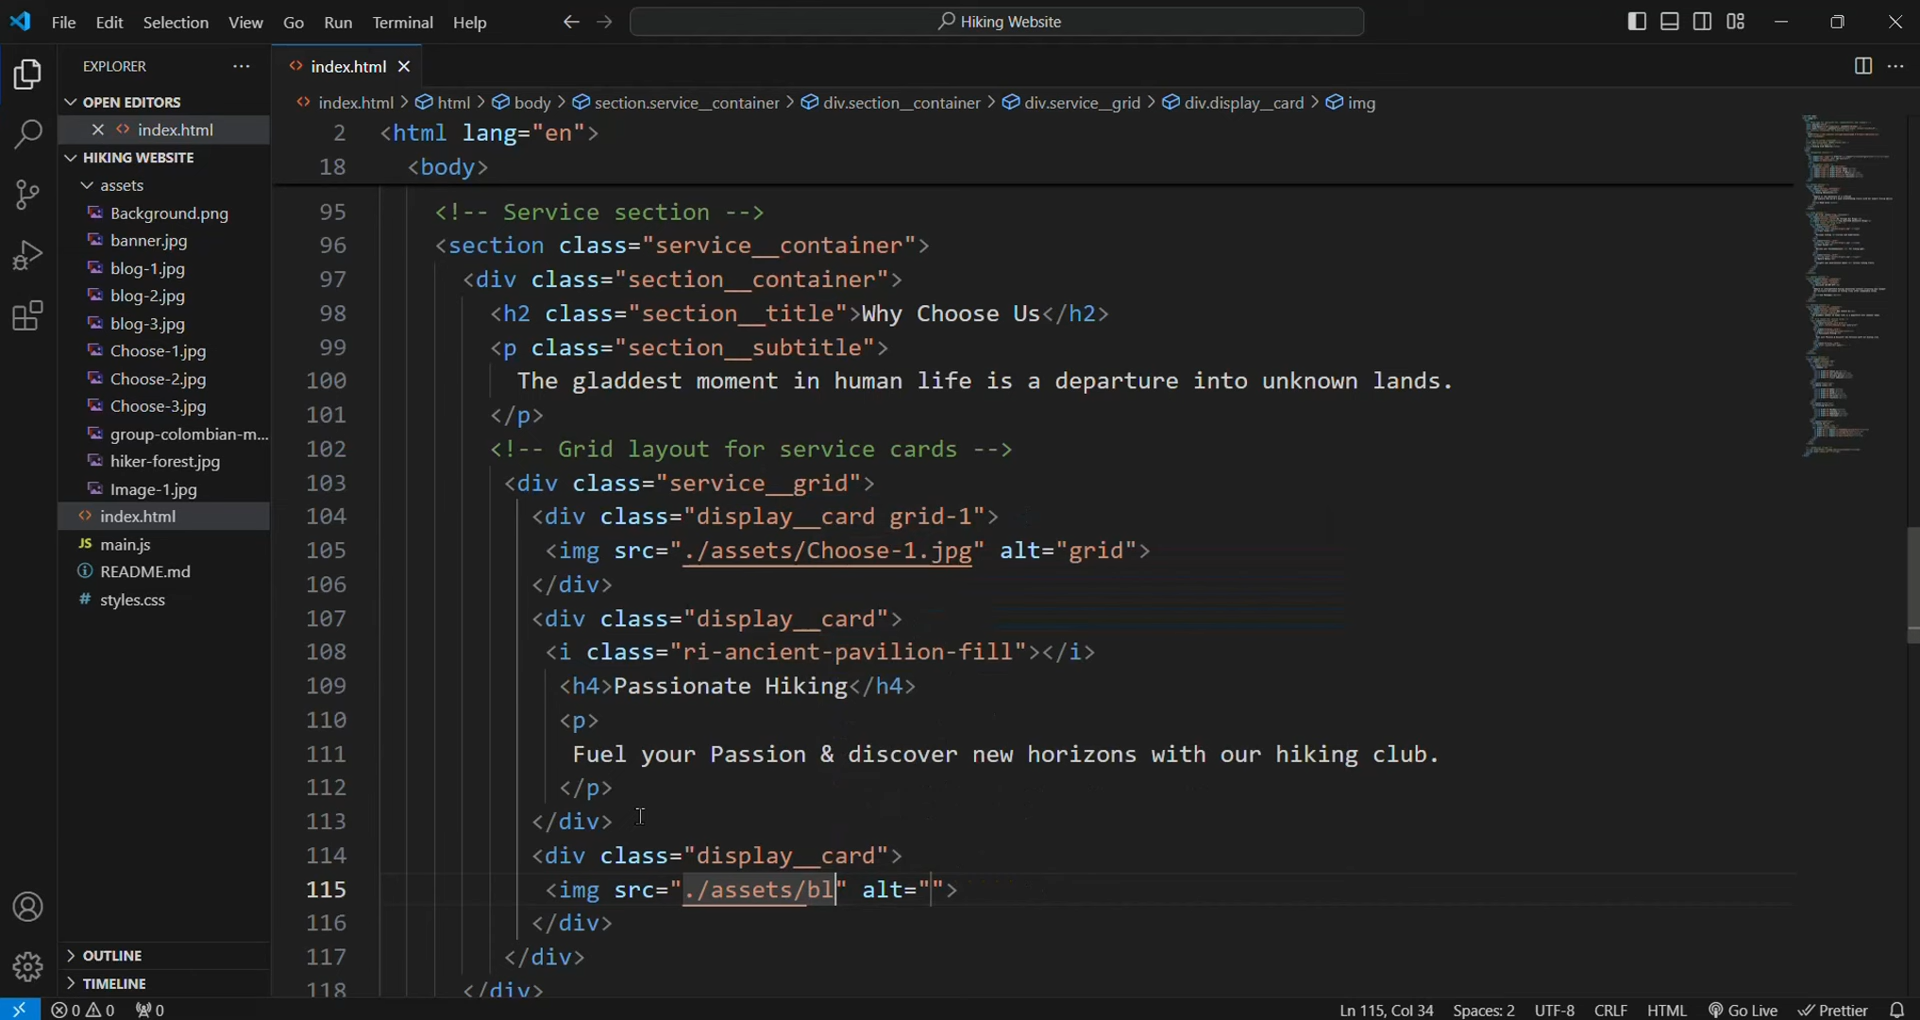 File Edit Selection View Go Run Terminal Help Hiking Website
EXPLORER
OPEN EDITORS
index.html
HIKING WEBSITE
assets
Background.png
banner.jpg
blog-1.jpg
blog-2.jpg
blog-3.jpg
Choose-1.jpg
Choose-2.jpg
Choose-3.jpg
group-colombian-m...
hiker-forest.jpg
Image-1.jpg
index.html
JS main.js
README.md
# styles.css
OUTLINE
TIMELINE
index.html
index.html > html > body > section.service__container > div.section__container > div.service__grid > div.display__card > img
2 <html lang="en">
18 <body>
95 <!-- Service section -->
96 <section class="service__container">
97 <div class="section__container">
98 <h2 class="section__title">Why Choose Us</h2>
99 <p class="section__subtitle">
100 The gladdest moment in human life is a departure into unknown lands.
101 </p>
102 <!-- Grid layout for service cards -->
103 <div class="service__grid">
104 <div class="display__card grid-1">
105 <img src="./assets/Choose-1.jpg" alt="grid">
106 </div>
107 <div class="display__card">
108 <i class="ri-ancient-pavilion-fill"></i>
109 <h4>Passionate Hiking</h4>
110 <p>
111 Fuel your Passion & discover new horizons with our hiking club.
112 </p>
113 </div>
114 <div class="display__card">
115 <img src="./assets/bl" alt="">
116 </div>
117 </div>
118 </div>
0 0 0 Ln 115, Col 34 Spaces: 2 UTF-8 CRLF HTML Go Live Prettier